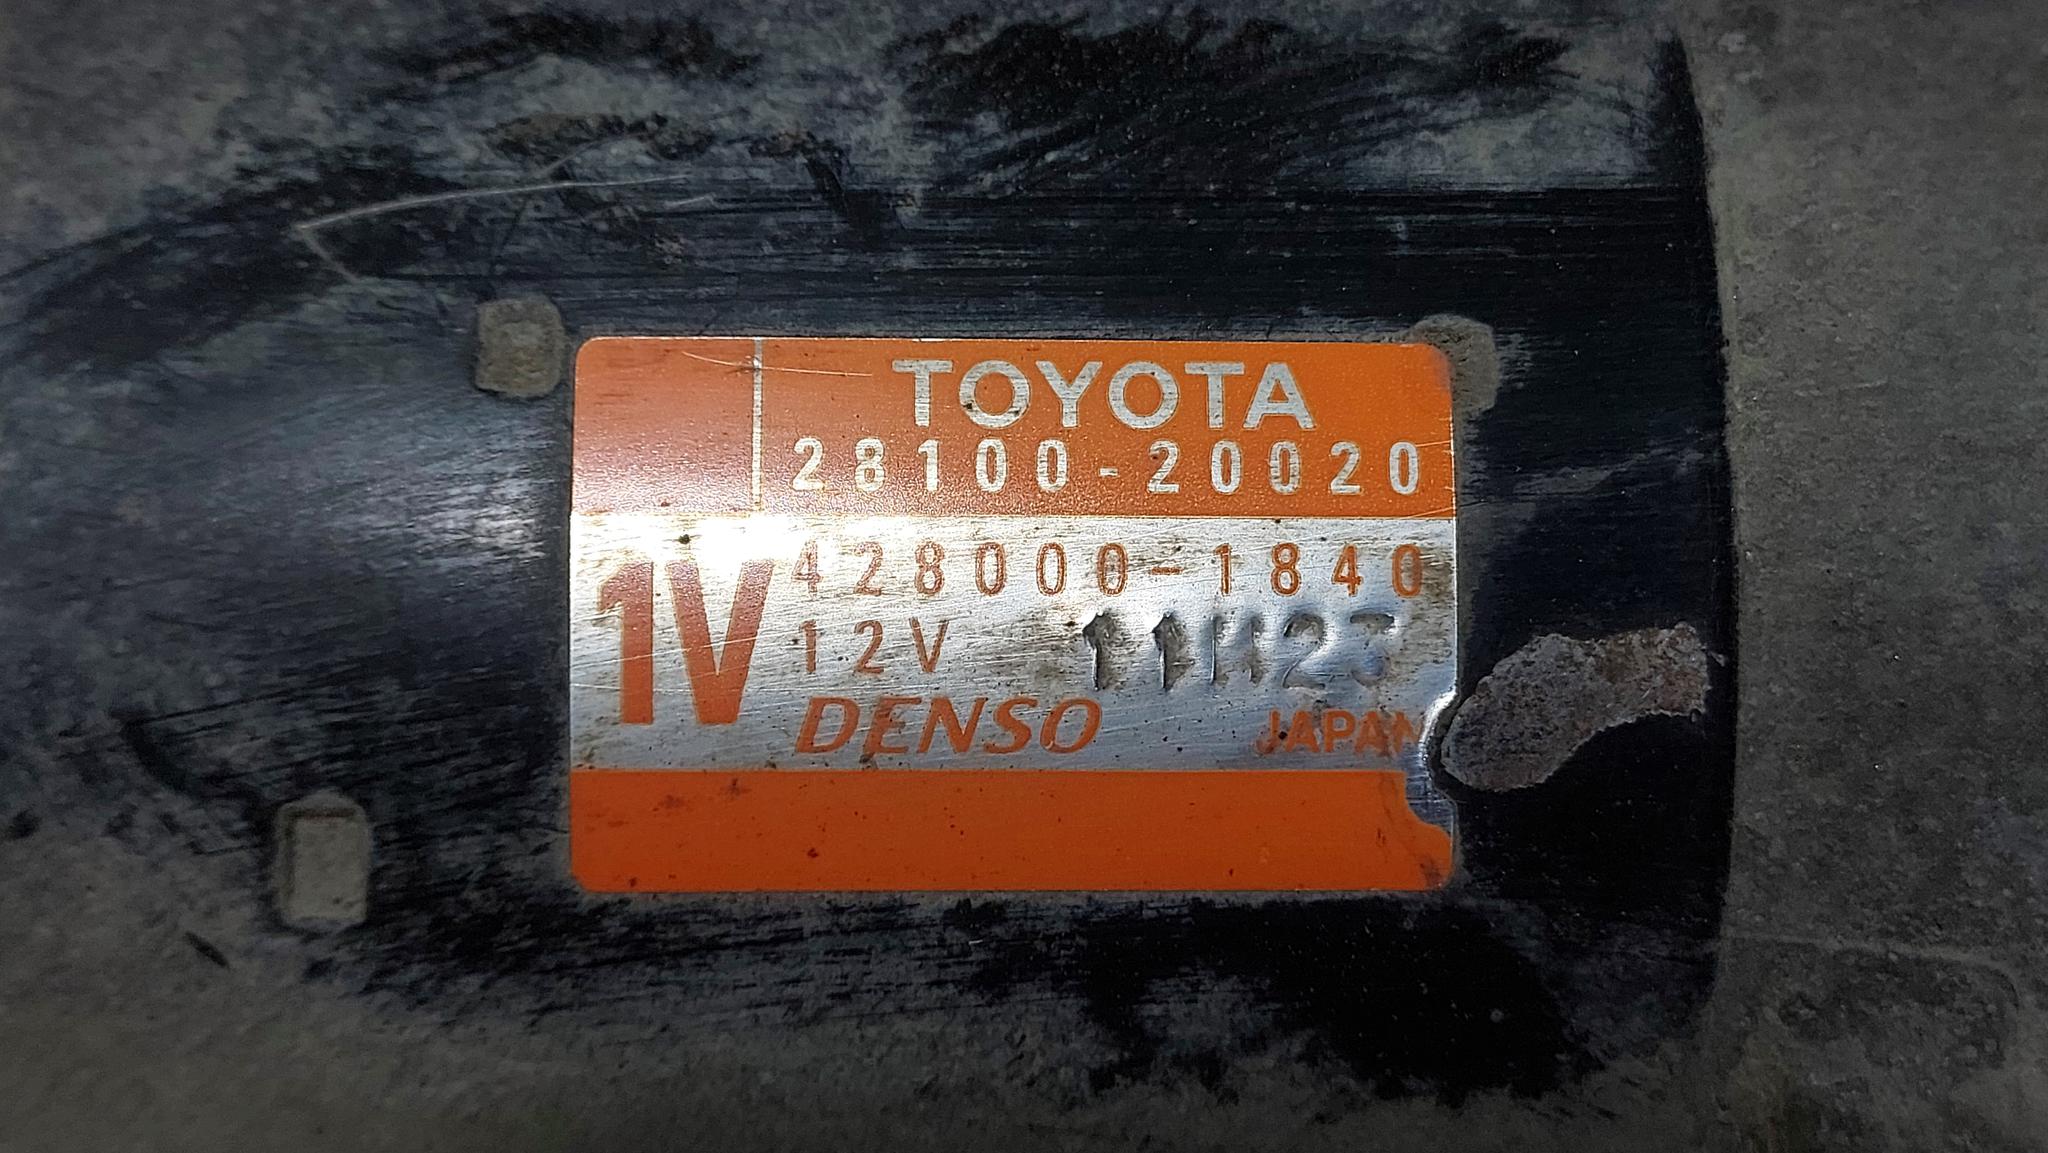 TOYOTA
28100-20020
428000-1840
1V
12V 11H23
DENSO JAPAN